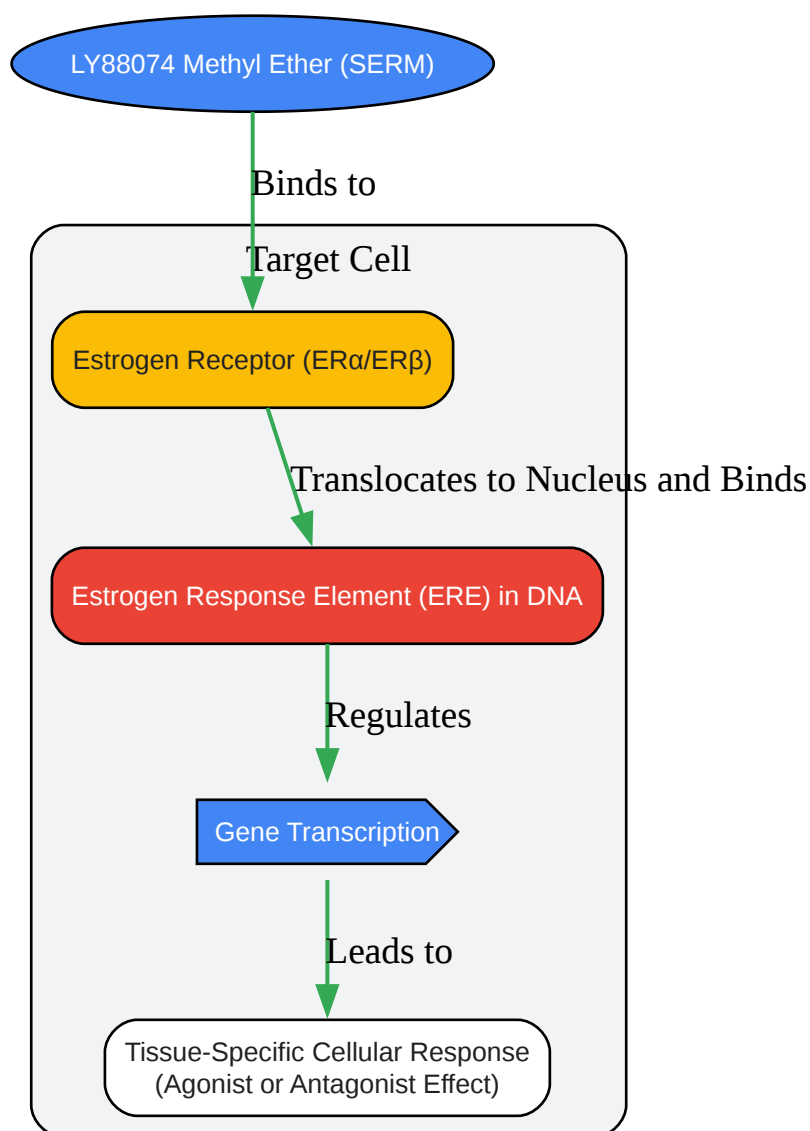 LY88074 Methyl Ether (SERM)
Binds to
Target Cell
Estrogen Receptor (ERα/ERβ)
Translocates to Nucleus and Binds
Estrogen Response Element (ERE) in DNA
Regulates
Gene Transcription
Leads to
Tissue-Specific Cellular Response
(Agonist or Antagonist Effect)